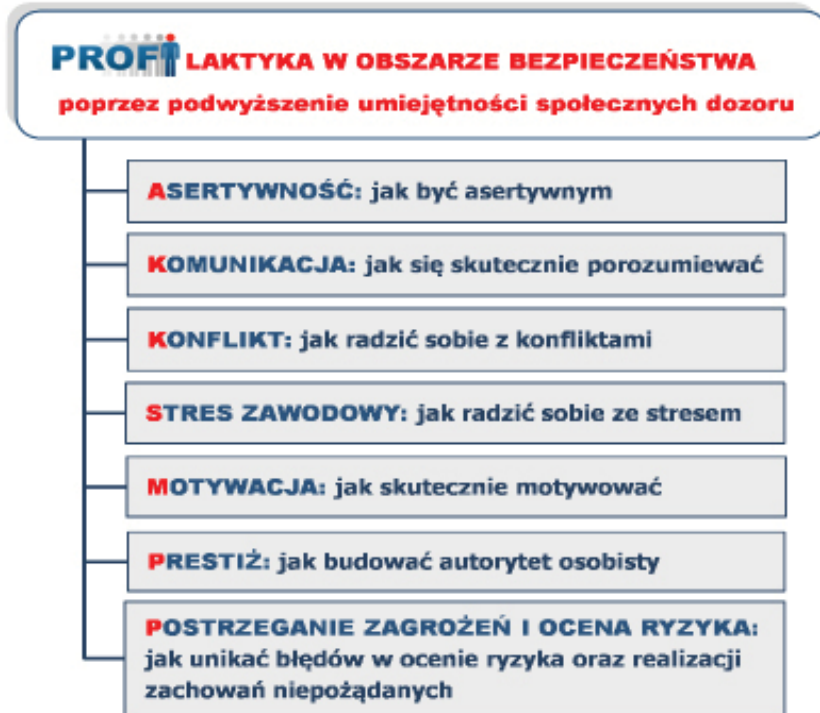 PROFI LAKTYKA W OBSZARZE BEZPIECZEŃSTWA
poprzez podwyższenie umiejętności społecznych dozoru
ASERTYWNOŚĆ: jak być asertywnym
KOMUNIKACJA: jak się skutecznie porozumiewać
KONFLIKT: jak radzić sobie z konfliktami
STRES ZAWODOWY: jak radzić sobie ze stresem
MOTYWACJA: jak skutecznie motywować
PRESTIŻ: jak budować autorytet osobisty
POSTRZEGANIE ZAGROŻEŃ I OCENA RYZYKA:
jak unikać błędów w ocenie ryzyka oraz realizacji
zachowań niepożądanych